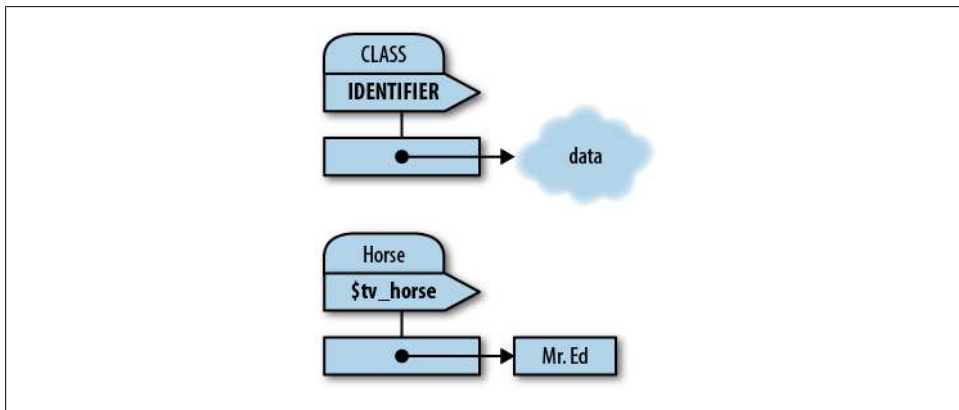 CLASS
IDENTIFIER
data
Horse
$tv_horse
Mr. Ed